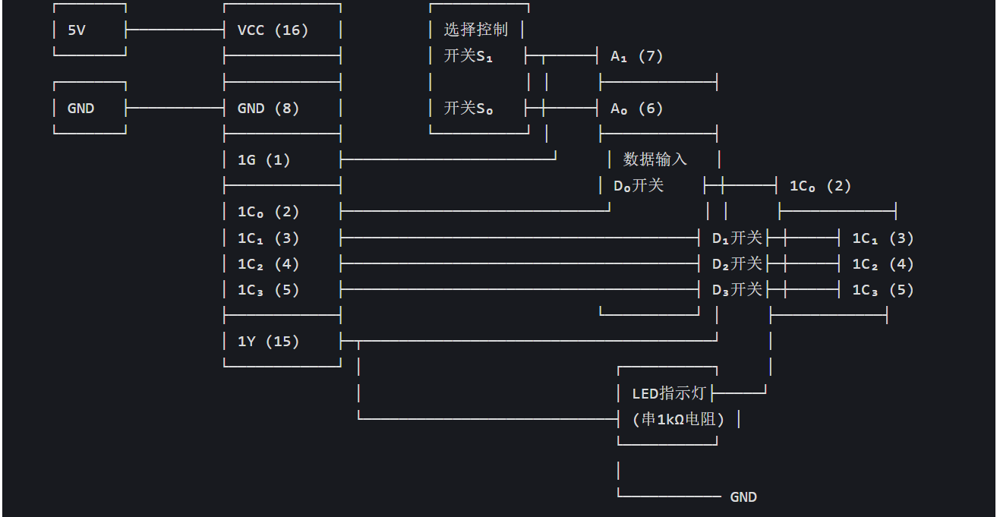 5V VCC (16) 选择控制
开关S₁ A₁ (7)
GND GND (8) 开关S₀ A₀ (6)
1G (1) 数据输入
D₀开关 1C₀ (2)
1C₀ (2)
1C₁ (3) D₁开关 1C₁ (3)
1C₂ (4) D₂开关 1C₂ (4)
1C₃ (5) D₃开关 1C₃ (5)
1Y (15)
LED指示灯
(串1kΩ电阻)
GND